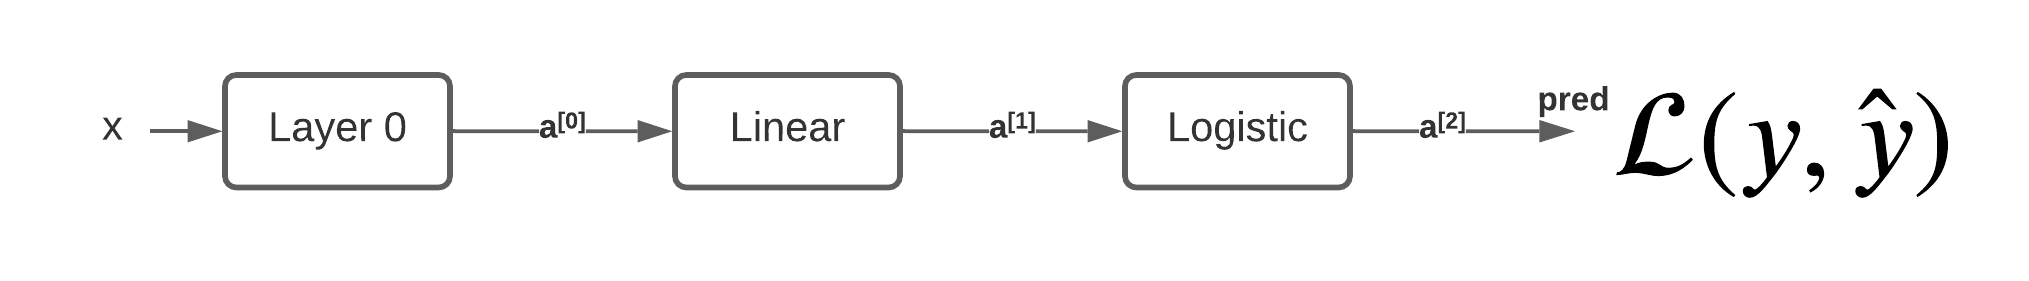 x
Layer 0
a[0]
Linear
a[1]
Logistic
a[2]
pred
ℒ(y, ŷ)